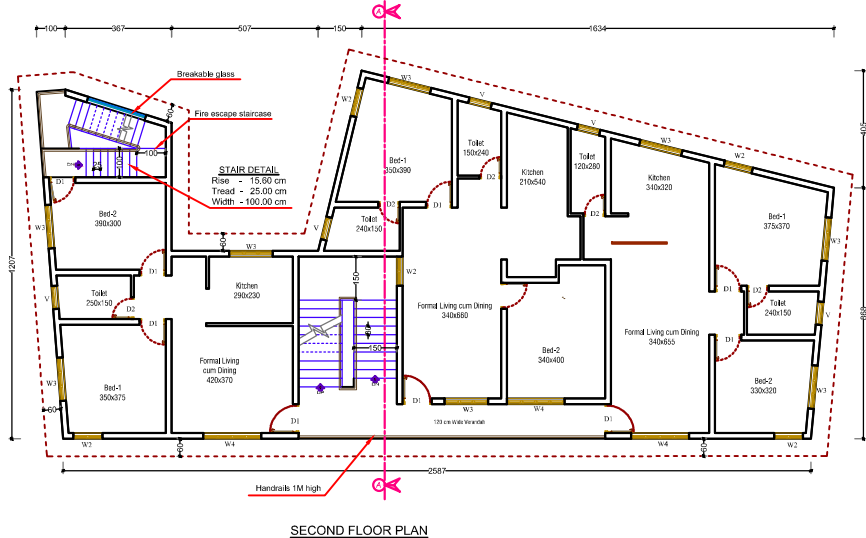 100
367
507
150
1634
A
Breakable glass
Fire escape staircase
STAIR DETAIL
Rise - 15.60 cm
Tread - 25.00 cm
Width - 100.00 cm
60
100
100
25
D1
Bed-2
390x300
W3
D1
Toilet
250x150
V
D2
D1
Bed-1
350x375
W3
60
W2
60
W3
Kitchen
290x230
Formal Living
cum Dining
420x370
W4
D1
60
150
80
150
W2
W3
Bed-1
350x390
V
Toilet
240x150
D2
D1
W2
V
Toilet
150x240
D2
Kitchen
210x540
V
Toilet
120x280
D2
Kitchen
340x320
W3
W2
Bed-1
375x370
W3
D1
D2
Toilet
240x150
V
D1
Bed-2
330x320
W3
W2
Formal Living cum Dining
340x660
D1
W3
Bed-2
340x400
W4
Formal Living cum Dining
340x655
D1
W4
120 cm Wide Verandah
60
1207
405
868
2587
A
Handrails 1M high
SECOND FLOOR PLAN